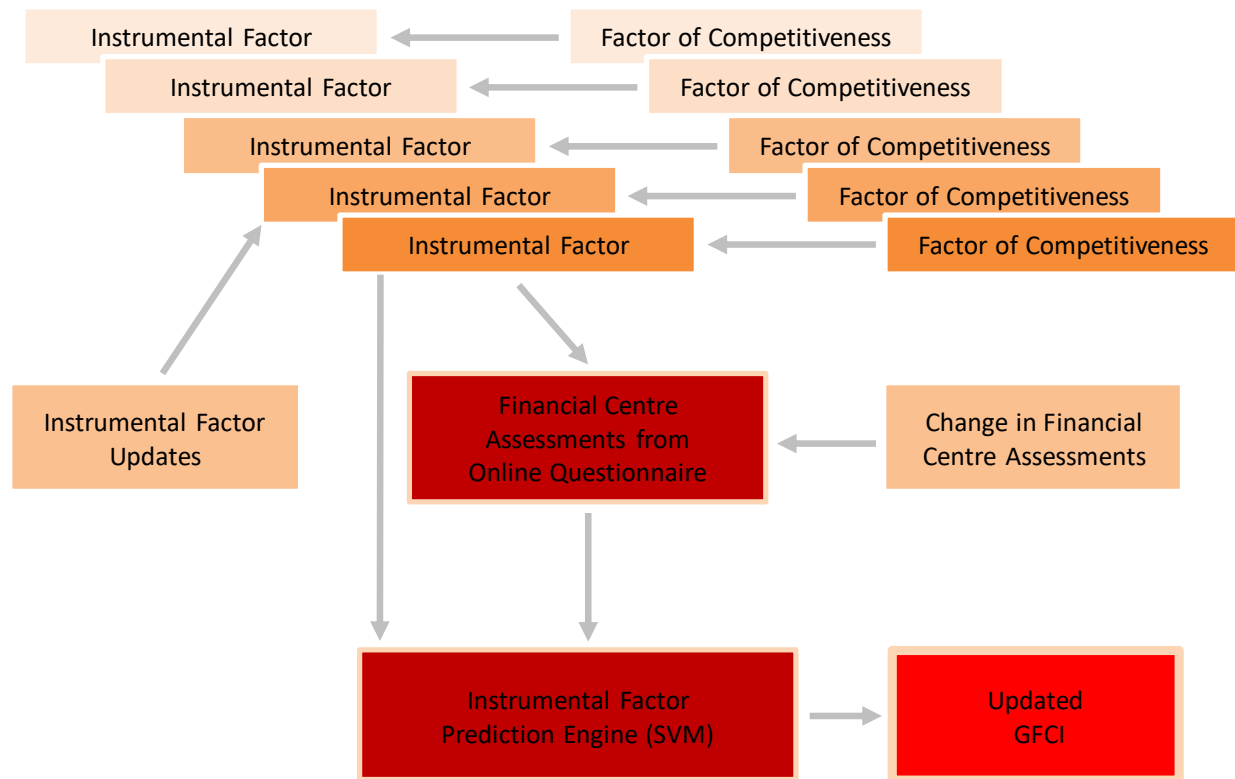 Instrumental Factor
Factor of Competitiveness
Instrumental Factor
Factor of Competitiveness
Instrumental Factor
Factor of Competitiveness
Instrumental Factor
Factor of Competitiveness
Instrumental Factor
Factor of Competitiveness
Instrumental Factor
Updates
Financial Centre
Assessments from
Online Questionnaire
Change in Financial
Centre Assessments
Instrumental Factor
Prediction Engine (SVM)
Updated
GFCI